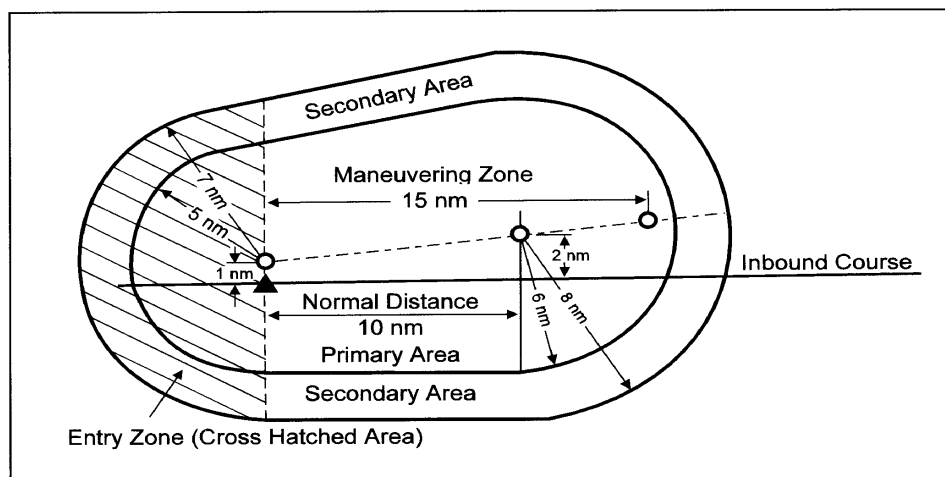 Secondary Area
Maneuvering Zone
15 nm
7 nm
5 nm
1 nm
2 nm
Inbound Course
Normal Distance
10 nm
6 nm
8 nm
Primary Area
Secondary Area
Entry Zone (Cross Hatched Area)